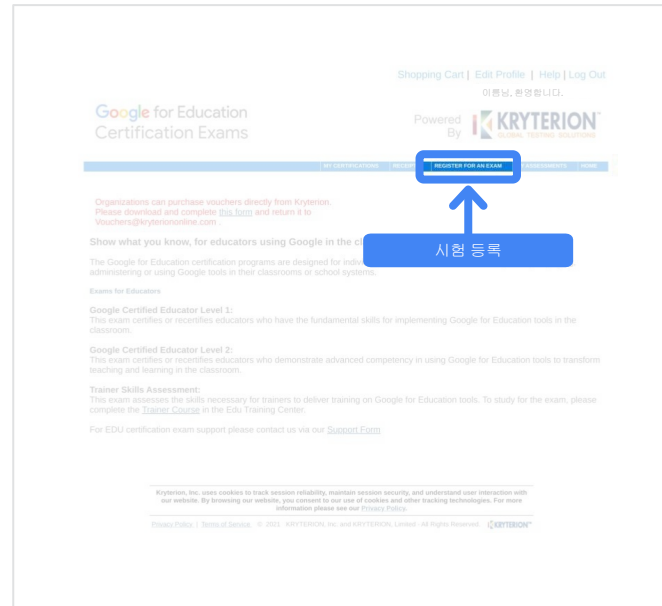 Shopping Cart | Edit Profile | Help | Log Out
이름님, 환영합니다.
Google for Education
Certification Exams
Powered
By
KRYTERION
GLOBAL TESTING SOLUTIONS
MY CERTIFICATIONS | RECEIPT | REGISTER FOR AN EXAM | ASSESSMENTS | HOME
Organizations can purchase vouchers directly from Kryterion.
Please download and complete this form and return it to
Vouchers@kryteriononline.com .
시험 등록
Show what you know, for educators using Google in the cl
The Google for Education certification programs are designed for indivi
administering or using Google tools in their classrooms or school systems.
Exams for Educators
Google Certified Educator Level 1:
This exam certifies or recertifies educators who have the fundamental skills for implementing Google for Education tools in the
classroom.
Google Certified Educator Level 2:
This exam certifies or recertifies educators who demonstrate advanced competency in using Google for Education tools to transform
teaching and learning in the classroom.
Trainer Skills Assessment:
This exam assesses the skills necessary for trainers to deliver training on Google for Education tools. To study for the exam, please
complete the Trainer Course in the Edu Training Center.
For EDU certification exam support please contact us via our Support Form
Kryterion, Inc. uses cookies to track session reliability, maintain session security, and understand user interaction with
our website. By browsing our website, you consent to our use of cookies and other tracking technologies. For more
information please see our Privacy Policy.
Privacy Policy | Terms of Service © 2021 KRYTERION, Inc. and KRYTERION, Limited - All Rights Reserved. KRYTERION